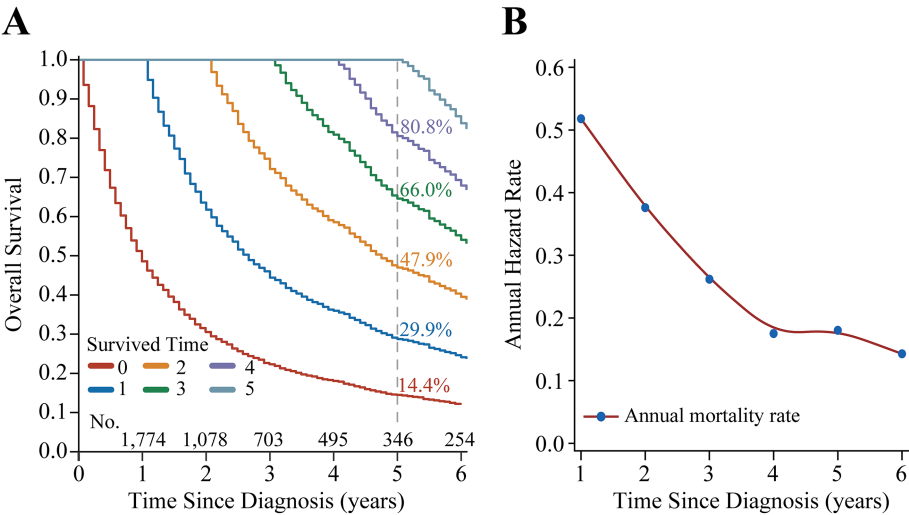 A
Overall Survival
1.0
0.9
0.8
0.7
0.6
0.5
0.4
0.3
0.2
0.1
0.0
80.8%
66.0%
47.9%
29.9%
14.4%
Survived Time
0 2 4
1 3 5
No.
1,774 1,078 703 495 346 254
0 1 2 3 4 5 6
Time Since Diagnosis (years)
B
Annual Hazard Rate
0.6
0.5
0.4
0.3
0.2
0.1
0.0
Annual mortality rate
1 2 3 4 5 6
Time Since Diagnosis (years)